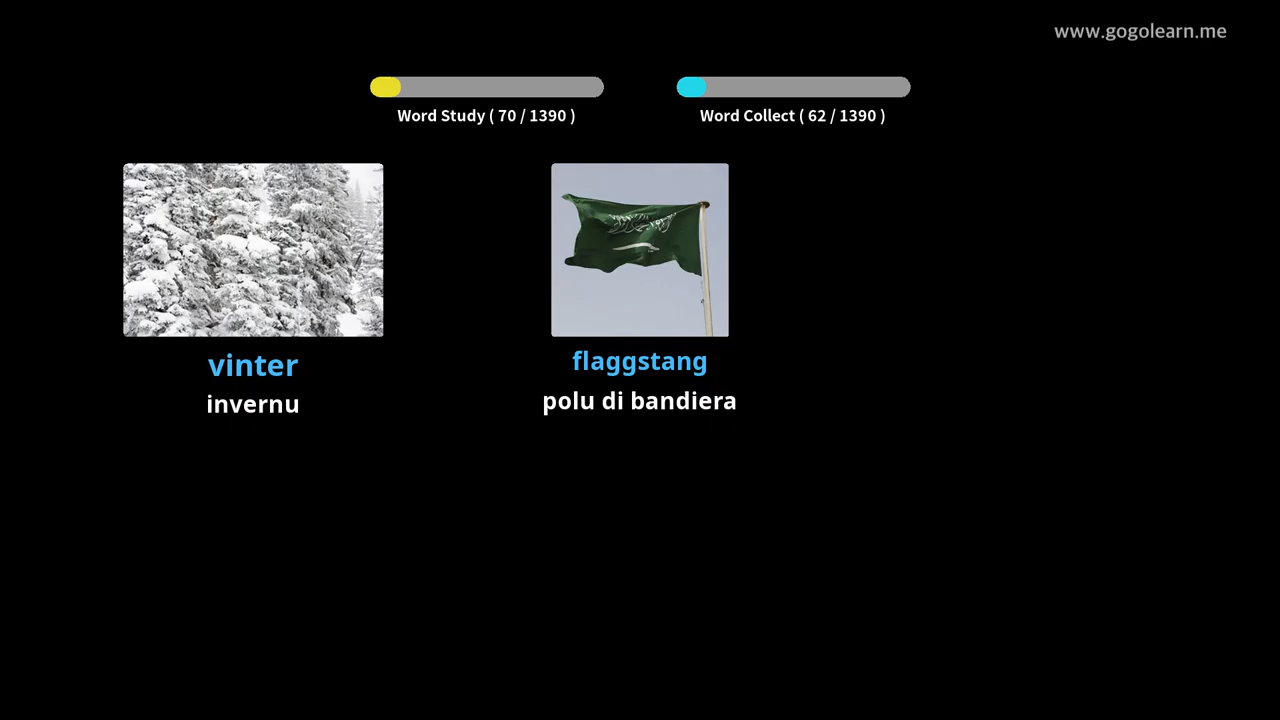 www.gogolearn.me
Word Study ( 70 / 1390 )
Word Collect ( 62 / 1390 )
vinter
invernu
flaggstang
polu di bandiera